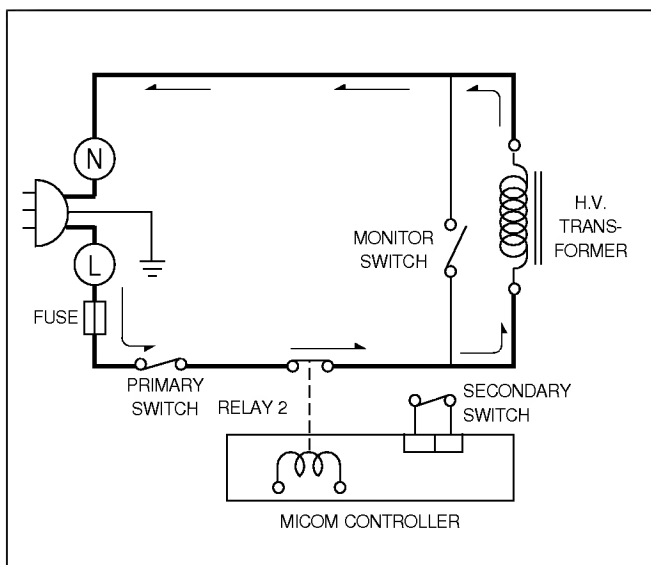 N
H.V.
TRANS-
FORMER
MONITOR
SWITCH
L
FUSE
PRIMARY
SWITCH
RELAY 2
SECONDARY
SWITCH
MICOM CONTROLLER